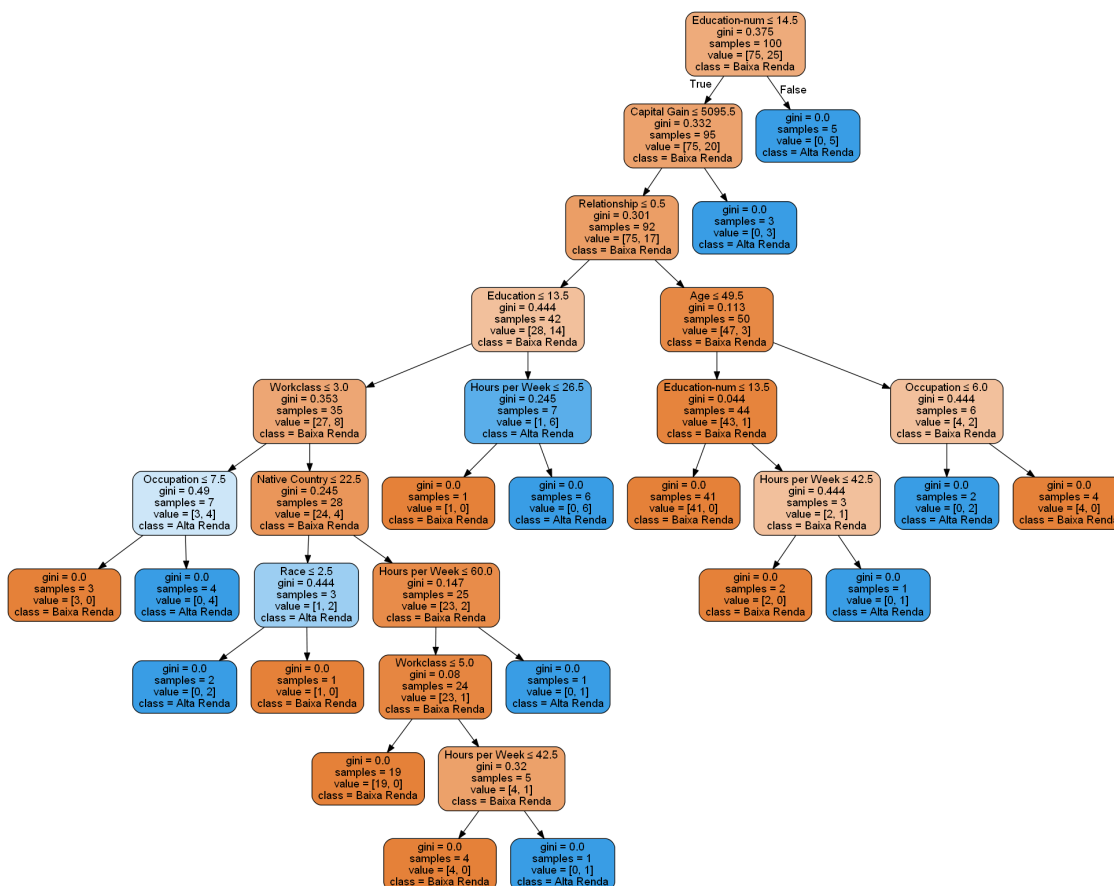 Education-num ≤ 14.5
gini = 0.375
samples = 100
value = [75, 25]
class = Baixa Renda
True
False
Capital Gain ≤ 5095.5
gini = 0.332
samples = 95
value = [75, 20]
class = Baixa Renda
gini = 0.0
samples = 5
value = [0, 5]
class = Alta Renda
Relationship ≤ 0.5
gini = 0.301
samples = 92
value = [75, 17]
class = Baixa Renda
gini = 0.0
samples = 3
value = [0, 3]
class = Alta Renda
Education ≤ 13.5
gini = 0.444
samples = 42
value = [28, 14]
class = Baixa Renda
Age ≤ 49.5
gini = 0.113
samples = 50
value = [47, 3]
class = Baixa Renda
Workclass ≤ 3.0
gini = 0.353
samples = 35
value = [27, 8]
class = Baixa Renda
Hours per Week ≤ 26.5
gini = 0.245
samples = 7
value = [1, 6]
class = Alta Renda
Education-num ≤ 13.5
gini = 0.044
samples = 44
value = [43, 1]
class = Baixa Renda
Occupation ≤ 6.0
gini = 0.444
samples = 6
value = [4, 2]
class = Baixa Renda
Occupation ≤ 7.5
gini = 0.49
samples = 7
value = [3, 4]
class = Alta Renda
Native Country ≤ 22.5
gini = 0.245
samples = 28
value = [24, 4]
class = Baixa Renda
gini = 0.0
samples = 1
value = [1, 0]
class = Baixa Renda
gini = 0.0
samples = 6
value = [0, 6]
class = Alta Renda
gini = 0.0
samples = 41
value = [41, 0]
class = Baixa Renda
Hours per Week ≤ 42.5
gini = 0.444
samples = 3
value = [2, 1]
class = Baixa Renda
gini = 0.0
samples = 2
value = [0, 2]
class = Alta Renda
gini = 0.0
samples = 4
value = [4, 0]
class = Baixa Renda
gini = 0.0
samples = 3
value = [3, 0]
class = Baixa Renda
gini = 0.0
samples = 4
value = [0, 4]
class = Alta Renda
Race ≤ 2.5
gini = 0.444
samples = 3
value = [1, 2]
class = Alta Renda
Hours per Week ≤ 60.0
gini = 0.147
samples = 25
value = [23, 2]
class = Baixa Renda
gini = 0.0
samples = 2
value = [2, 0]
class = Baixa Renda
gini = 0.0
samples = 1
value = [0, 1]
class = Alta Renda
gini = 0.0
samples = 2
value = [0, 2]
class = Alta Renda
gini = 0.0
samples = 1
value = [1, 0]
class = Baixa Renda
Workclass ≤ 5.0
gini = 0.08
samples = 24
value = [23, 1]
class = Baixa Renda
gini = 0.0
samples = 1
value = [0, 1]
class = Alta Renda
gini = 0.0
samples = 19
value = [19, 0]
class = Baixa Renda
Hours per Week ≤ 42.5
gini = 0.32
samples = 5
value = [4, 1]
class = Baixa Renda
gini = 0.0
samples = 4
value = [4, 0]
class = Baixa Renda
gini = 0.0
samples = 1
value = [0, 1]
class = Alta Renda